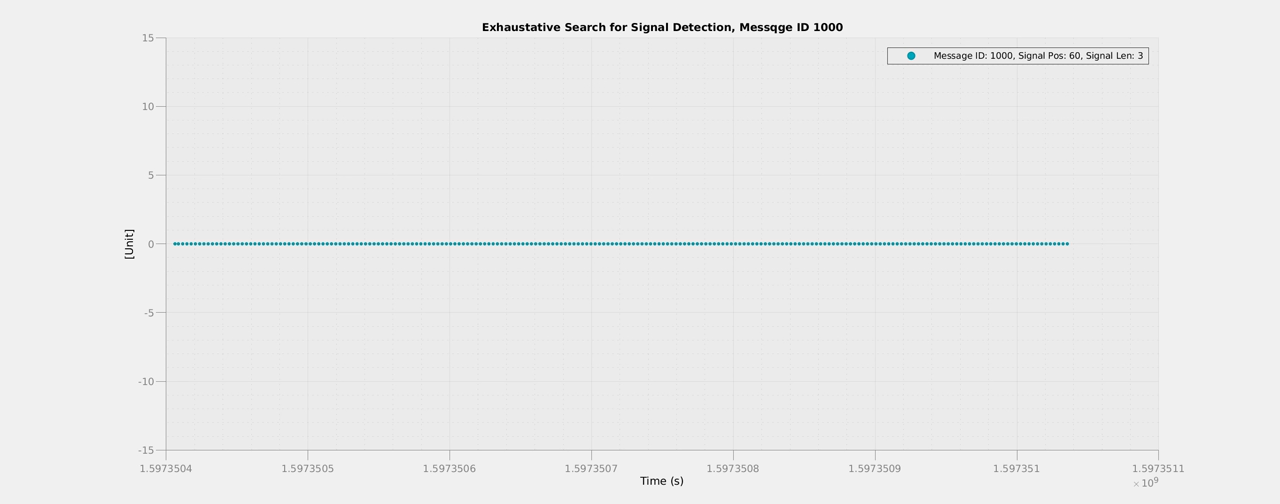 Exhaustative Search for Signal Detection, Messqge ID 1000
Message ID: 1000, Signal Pos: 60, Signal Len: 3
15
10
5
0
-5
-10
-15
[Unit]
1.5973504 1.5973505 1.5973506 1.5973507 1.5973508 1.5973509 1.597351 1.5973511
Time (s)
× 10⁹